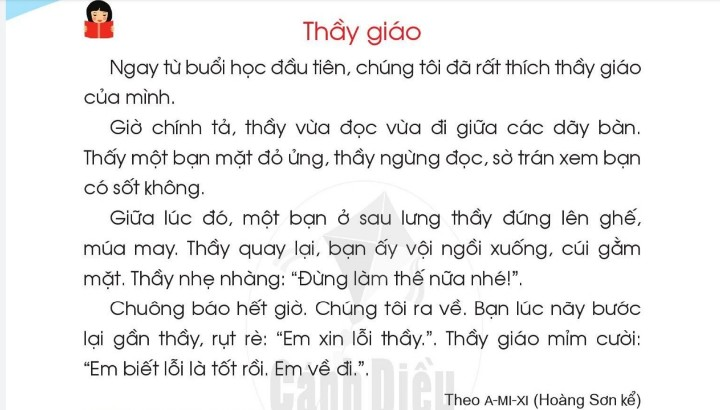 Thầy giáo
Ngay từ buổi học đầu tiên, chúng tôi đã rất thích thầy giáo
của mình.
Giờ chính tả, thầy vừa đọc vừa đi giữa các dãy bàn.
Thấy một bạn mặt đỏ ửng, thầy ngừng đọc, sờ trán xem bạn
có sốt không.
Giữa lúc đó, một bạn ở sau lưng thầy đứng lên ghế,
múa may. Thầy quay lại, bạn ấy vội ngồi xuống, cúi gằm
mặt. Thầy nhẹ nhàng: “Đừng làm thế nữa nhé!”.
Chuông báo hết giờ. Chúng tôi ra về. Bạn lúc nãy bước
lại gần thầy, rụt rè: “Em xin lỗi thầy.”. Thầy giáo mỉm cười:
“Em biết lỗi là tốt rồi. Em về đi.”.
Cánh Diều
Theo A-MI-XI (Hoàng Sơn kể)